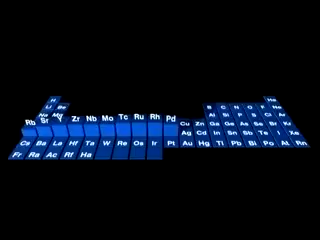 H He
Li Be B C N O F Ne
Na Mg Al Si P S Cl Ar
Cu Zn Ga Ge As Se Br Kr
Rb Sr Y Zr Nb Mo Tc Ru Rh Pd Ag Cd In Sn Sb Te I Xe
Cs Ba La Hf Ta W Re Os Ir Pt Au Hg Tl Pb Bi Po At Rn
Fr Ra Ac Rf Ha